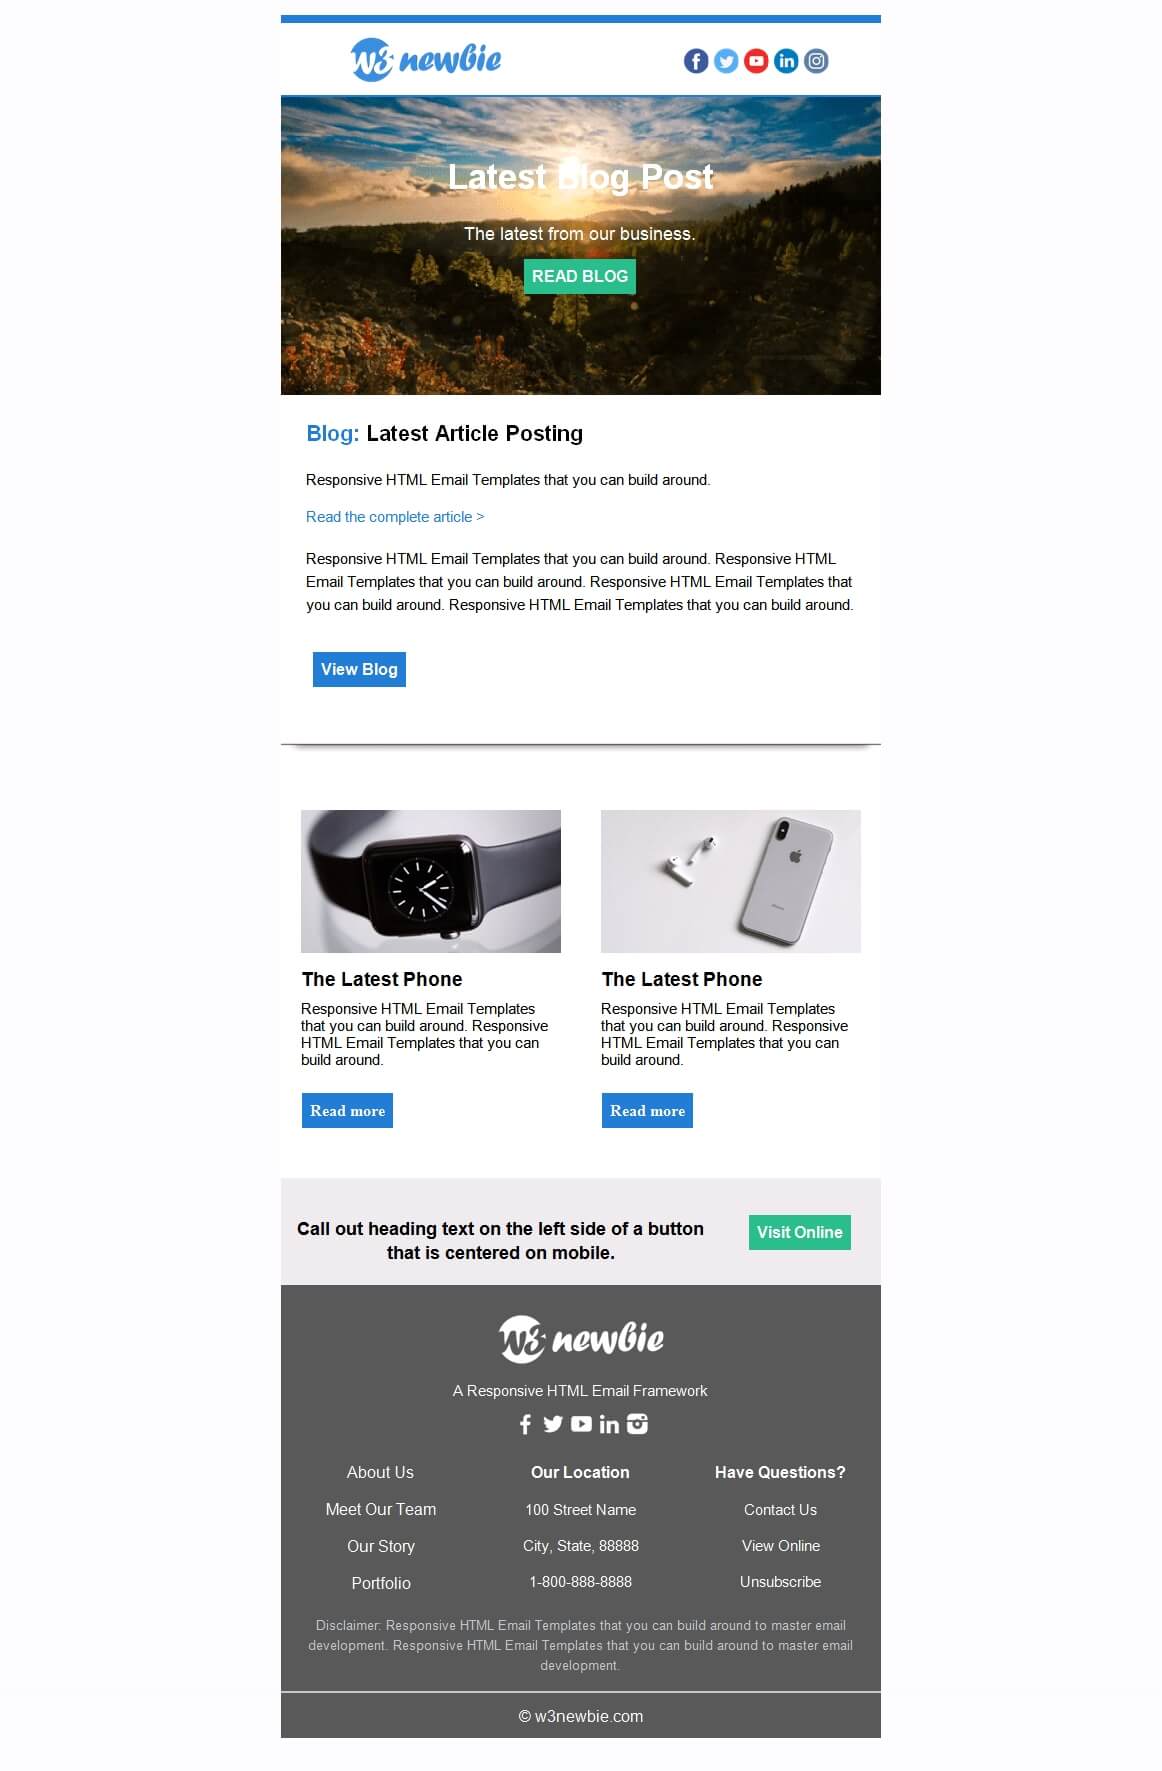 W3 newbie
Latest Blog Post
The latest from our business.
READ BLOG
Blog: Latest Article Posting
Responsive HTML Email Templates that you can build around.
Read the complete article >
Responsive HTML Email Templates that you can build around. Responsive HTML
Email Templates that you can build around. Responsive HTML Email Templates that
you can build around. Responsive HTML Email Templates that you can build around.
View Blog
The Latest Phone
Responsive HTML Email Templates
that you can build around. Responsive
HTML Email Templates that you can
build around.
Read more
The Latest Phone
Responsive HTML Email Templates
that you can build around. Responsive
HTML Email Templates that you can
build around.
Read more
Call out heading text on the left side of a button
that is centered on mobile.
Visit Online
W3 newbie
A Responsive HTML Email Framework
About Us
Meet Our Team
Our Story
Portfolio
Our Location
100 Street Name
City, State, 88888
1-800-888-8888
Have Questions?
Contact Us
View Online
Unsubscribe
Disclaimer: Responsive HTML Email Templates that you can build around to master email
development. Responsive HTML Email Templates that you can build around to master email
development.
© w3newbie.com